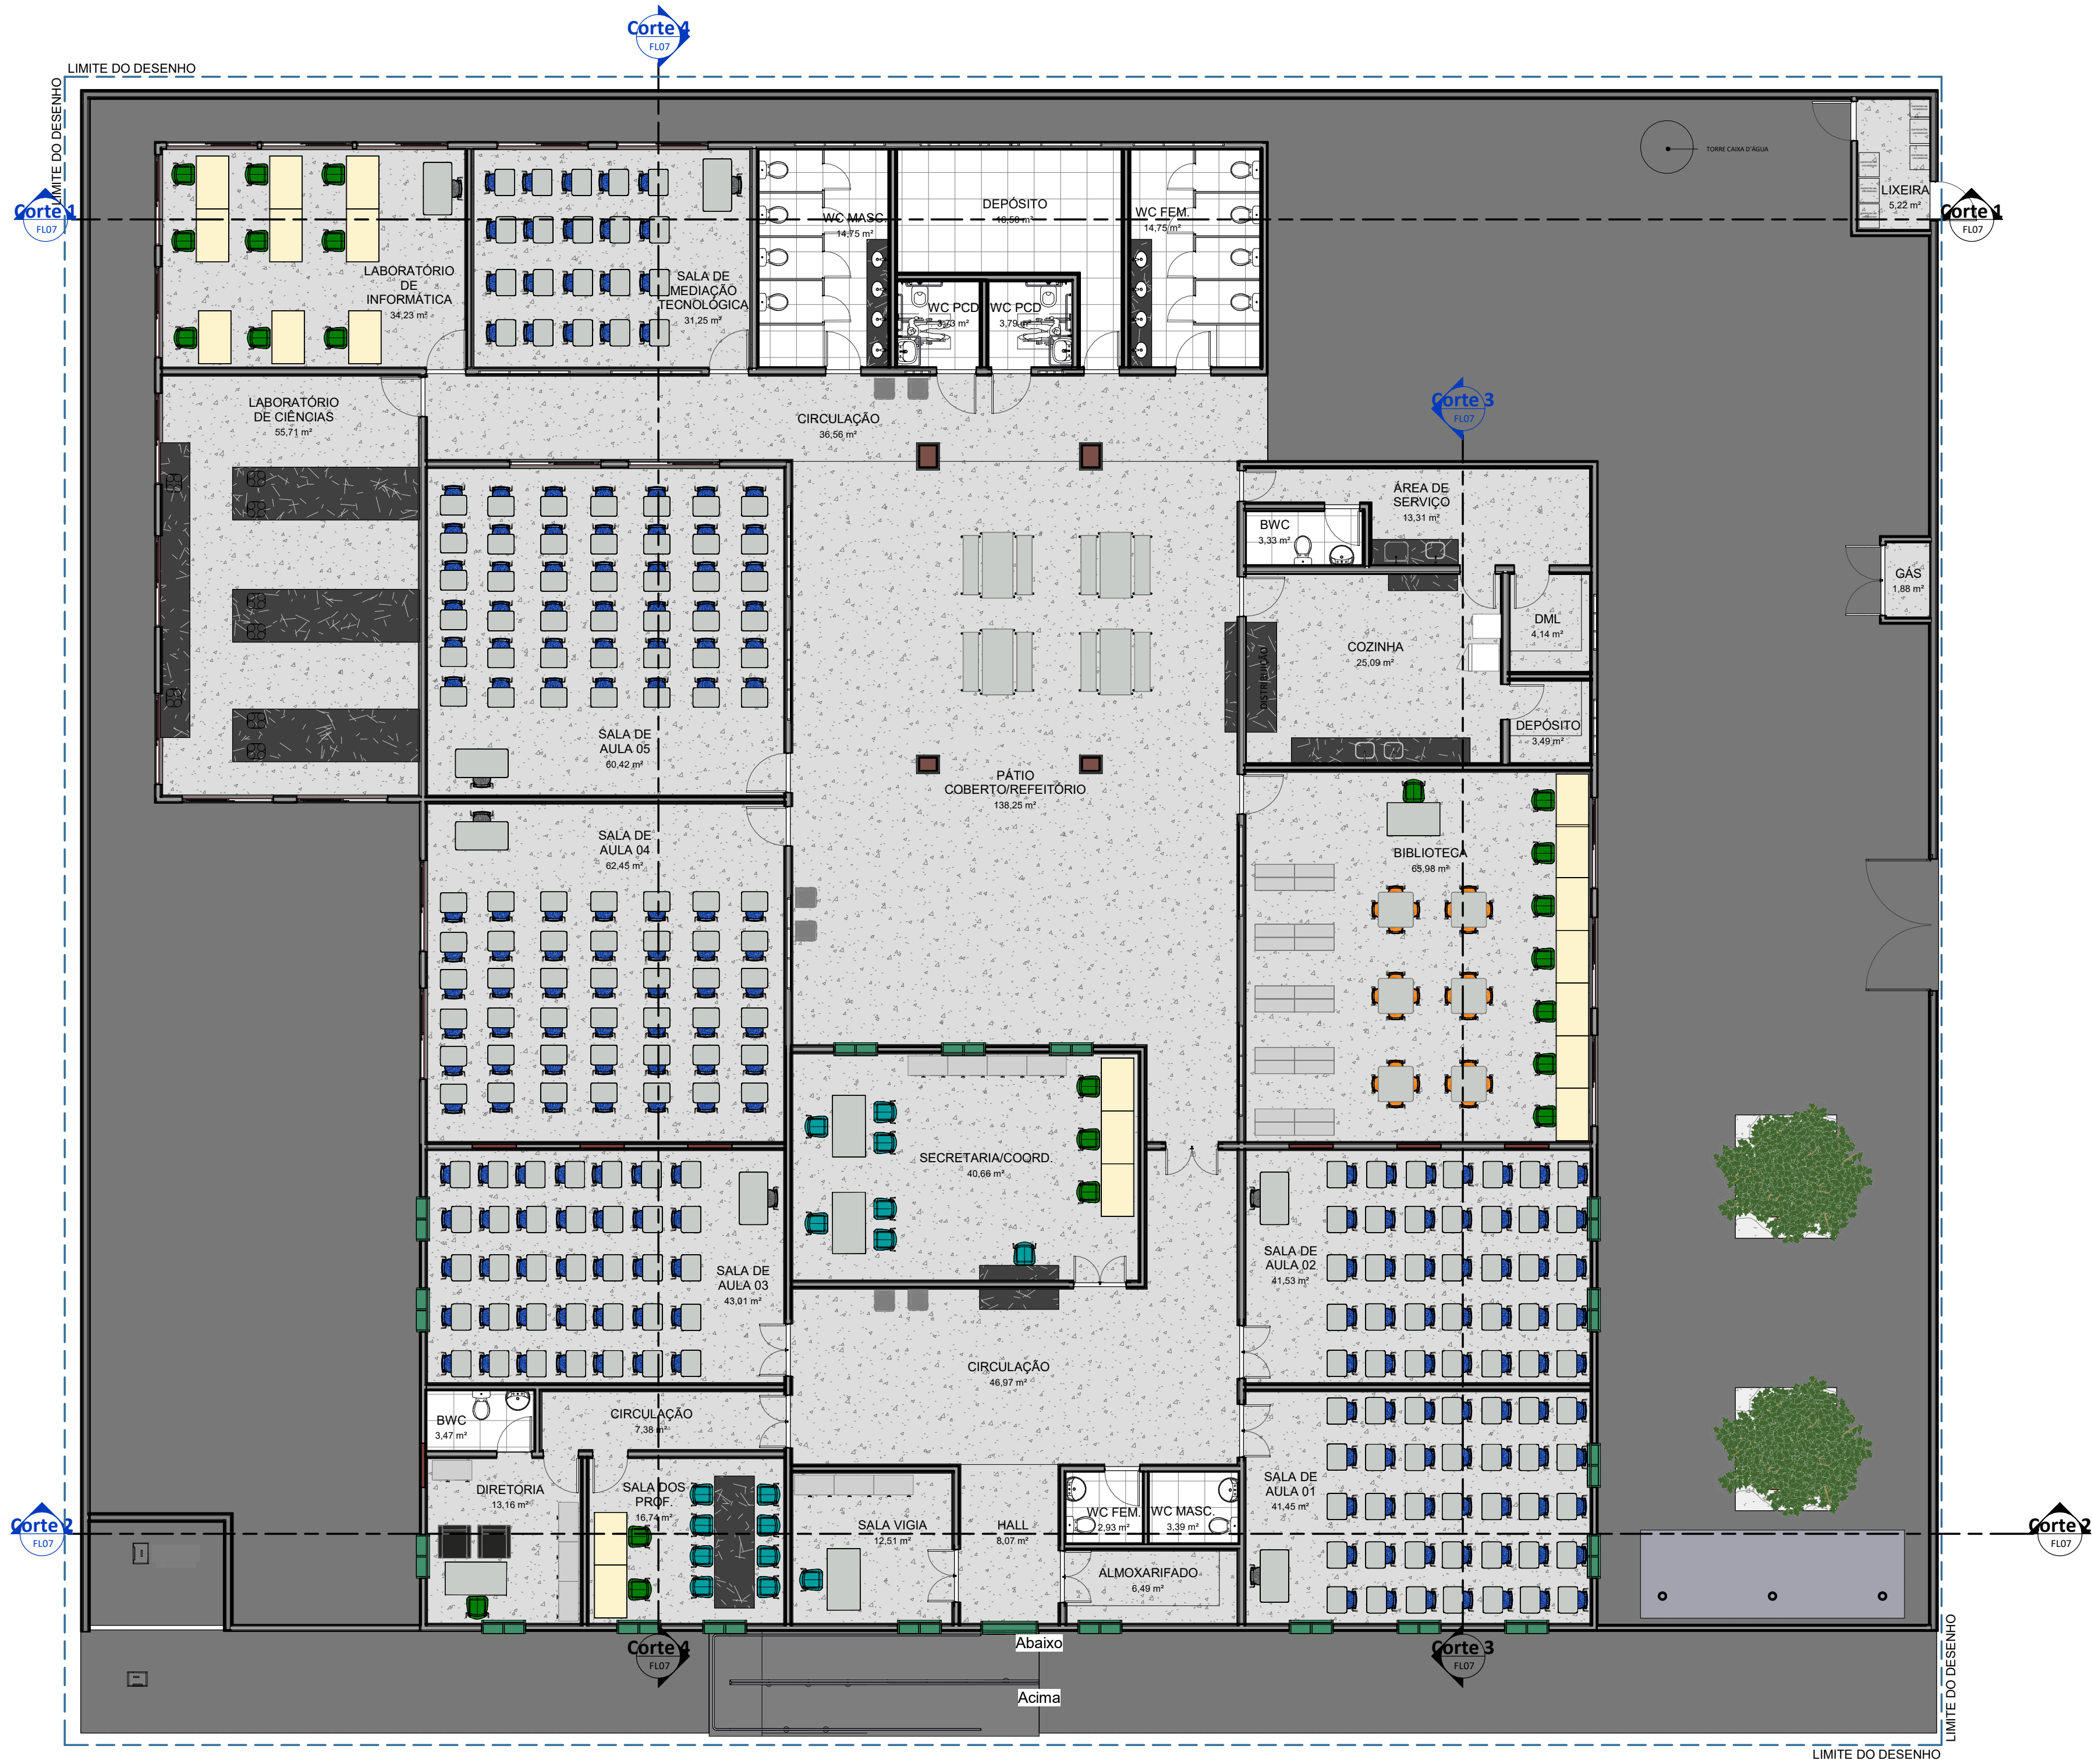 Corte 4
FL07
LIMITE DO DESENHO
LIMITE DO DESENHO
TORRE CAIXA D'ÁGUA
LIXEIRA
5,22 m²
Corte 1
FL07
Corte 1
FL07
LABORATÓRIO
DE
INFORMÁTICA
34,23 m²
SALA DE
MEDIAÇÃO
TECNOLÓGICA
31,25 m²
WC MASC.
14,75 m²
DEPÓSITO
WC FEM.
14,75 m²
WC PCD
3,73 m²
WC PCD
3,79 m²
LABORATÓRIO
DE CIÊNCIAS
55,71 m²
CIRCULAÇÃO
36,56 m²
Corte 3
FL07
ÁREA DE
SERVIÇO
13,31 m²
BWC
3,33 m²
GÁS
1,88 m²
DML
4,14 m²
COZINHA
25,09 m²
DISTRIBUIÇÃO
DEPÓSITO
3,49 m²
SALA DE
AULA 05
60,42 m²
PÁTIO
COBERTO/REFEITÓRIO
138,25 m²
SALA DE
AULA 04
62,45 m²
BIBLIOTECA
65,98 m²
SECRETARIA/COORD.
40,66 m²
SALA DE
AULA 03
43,01 m²
SALA DE
AULA 02
41,53 m²
CIRCULAÇÃO
46,97 m²
BWC
3,47 m²
CIRCULAÇÃO
7,38 m²
DIRETORIA
13,16 m²
SALA DOS
PROF.
16,74 m²
SALA VIGIA
12,51 m²
HALL
8,07 m²
WC FEM.
2,93 m²
WC MASC.
3,39 m²
ALMOXARIFADO
6,49 m²
SALA DE
AULA 01
41,45 m²
Corte 2
FL07
Corte 2
FL07
Corte 4
FL07
Abaixo
Acima
Corte 3
FL07
LIMITE DO DESENHO
LIMITE DO DESENHO